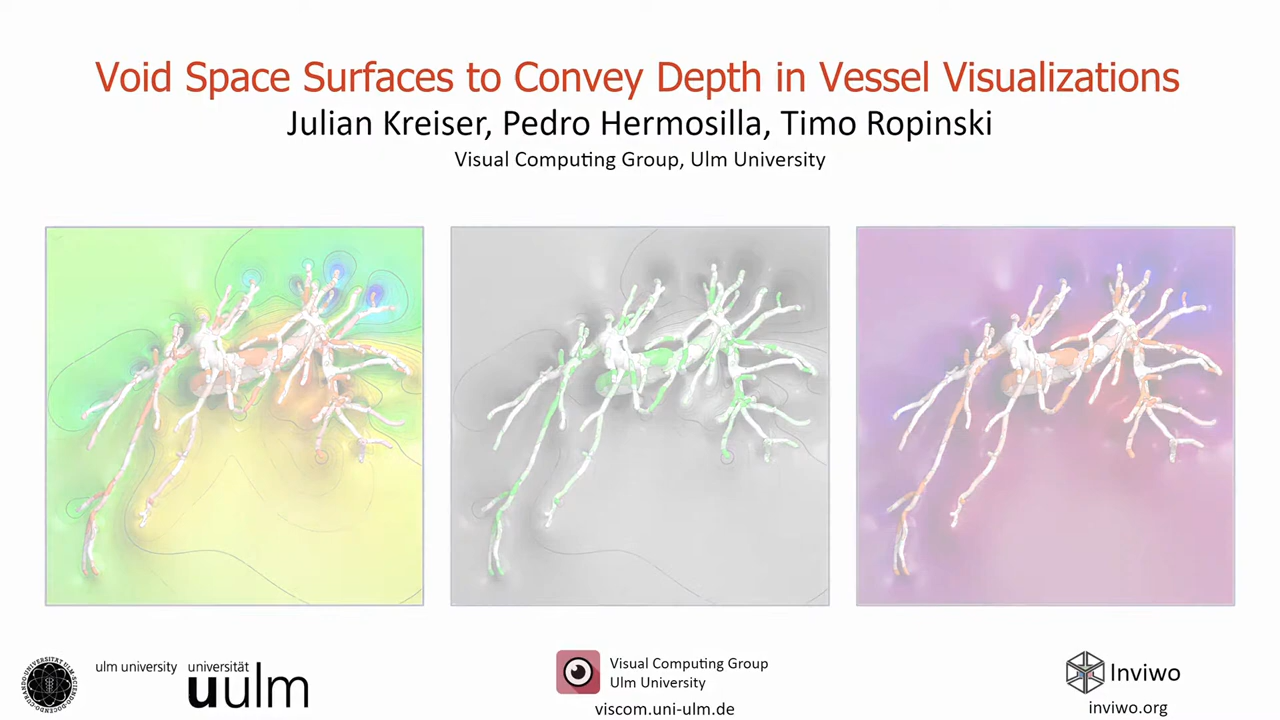 Void Space Surfaces to Convey Depth in Vessel Visualizations
Julian Kreiser, Pedro Hermosilla, Timo Ropinski
Visual Computing Group, Ulm University
ulm university universität
uulm
Visual Computing Group
Ulm University
viscom.uni-ulm.de
Inviwo
inviwo.org